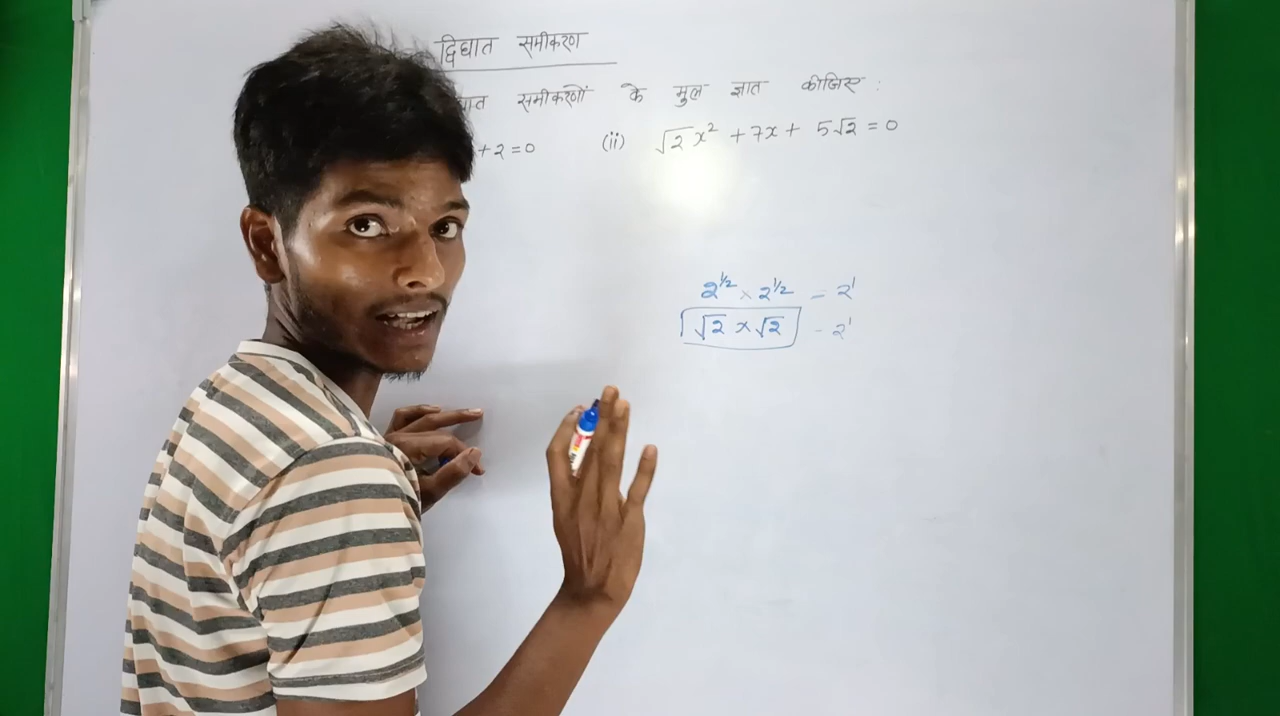 द्विघात समीकरण
समीकरणों के मुल ज्ञात कीजिए :
+ 2 = 0 (ii) √2 x² + 7x + 5√2 = 0
2^1/2 × 2^1/2 = 2¹
√2 × √2 = 2¹